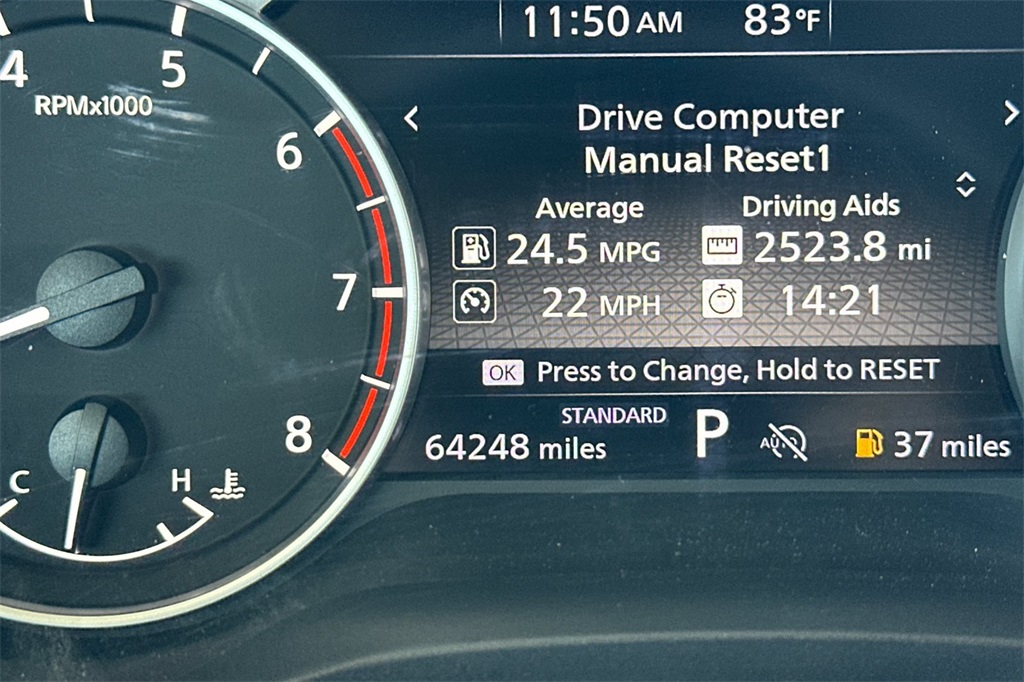 11:50 AM 83°F
4 5
RPMx1000
6
7
8
C H
< >
Drive Computer
Manual Reset1
Average Driving Aids
24.5 MPG 2523.8 mi
22 MPH 14:21
OK Press to Change, Hold to RESET
STANDARD
64248 miles P AUTO 37 miles